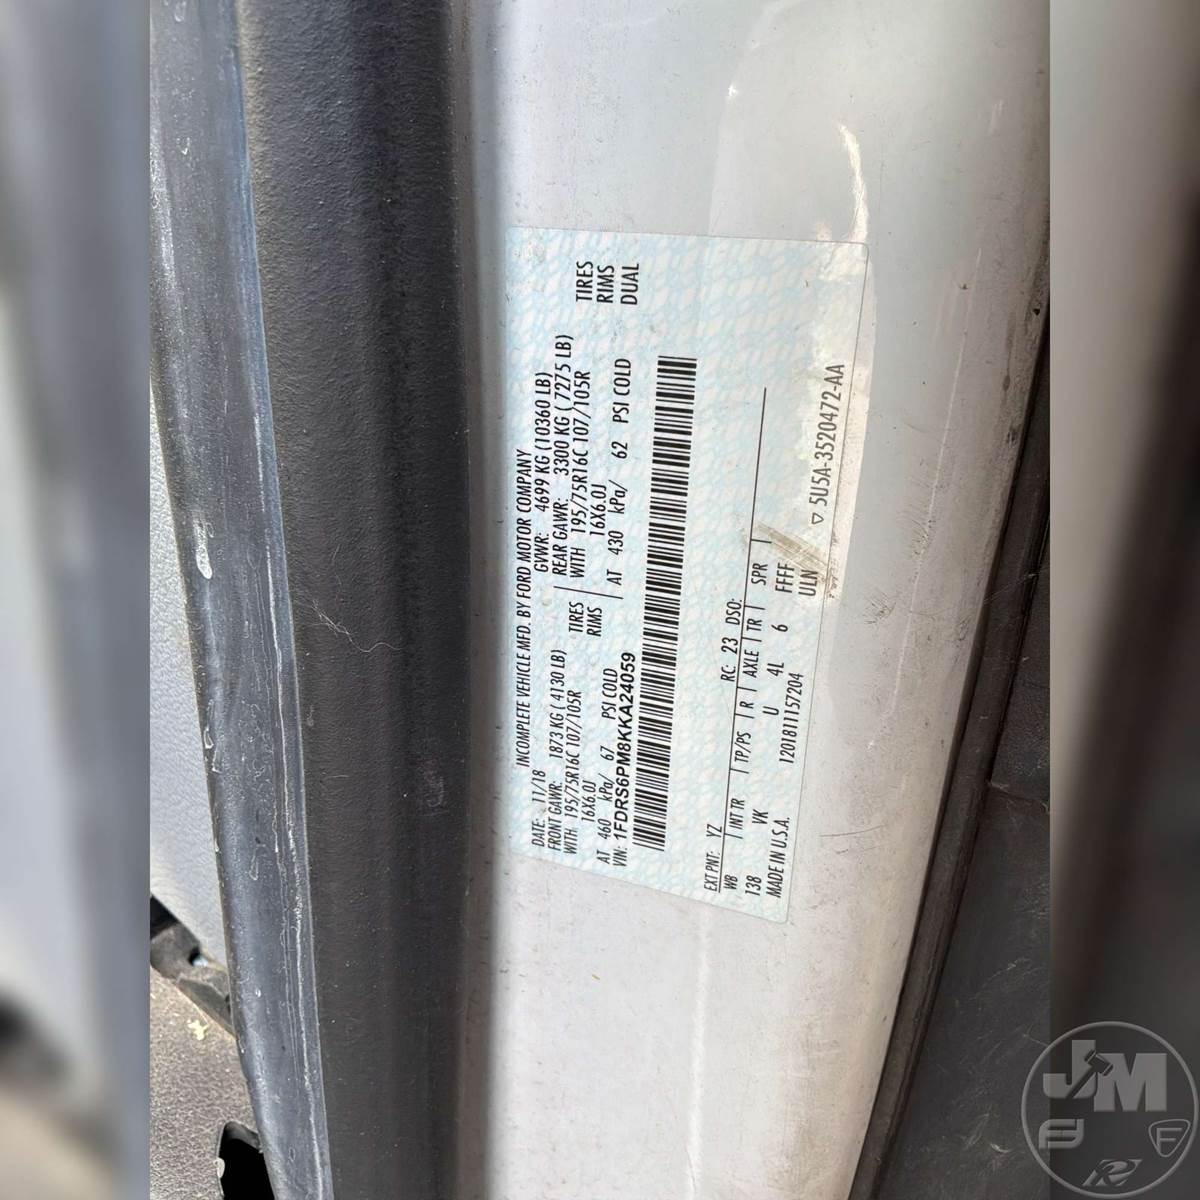 INCOMPLETE VEHICLE MFD. BY FORD MOTOR COMPANY
DATE: 11/18 GVWR: 4699 KG (10360 LB)
FRONT GAWR: 1873 KG (4130 LB) REAR GAWR: 3300 KG (7275 LB)
WITH 195/75R16C 107/105R TIRES WITH 195/75R16C 107/105R TIRES
16X6.0J RIMS 16X6.0J RIMS
AT 460 kPa/ 67 PSI COLD AT 430 kPa/ 62 PSI COLD DUAL
VIN: 1FDRS6PM8KKA24059
EXT PNT: YZ RC: 23 DSO:
WB INT TR TP/PS R AXLE TR SPR
138 VK U 4L 6 FFFF
MADE IN U.S.A. 1201811157204 ULN
▽ 5U5A-3520472-AA
JM
F F
R